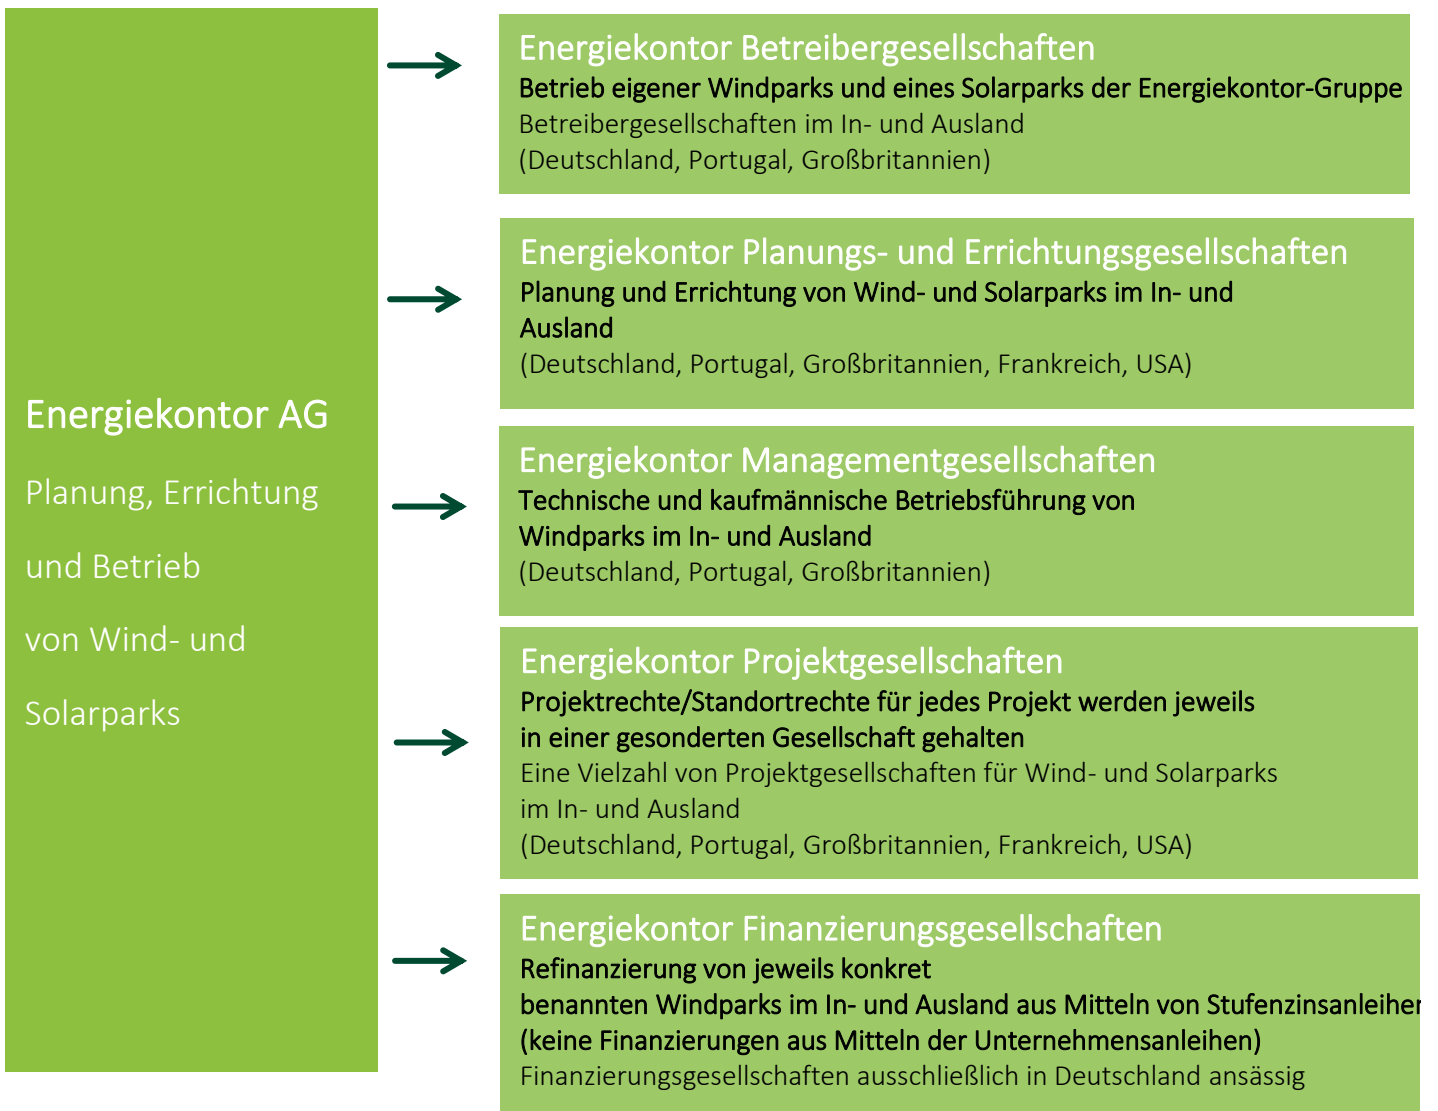 Energiekontor AG
Planung, Errichtung
und Betrieb
von Wind- und
Solarparks
Energiekontor Betreibergesellschaften
Betrieb eigener Windparks und eines Solarparks der Energiekontor-Gruppe
Betreibergesellschaften im In- und Ausland
(Deutschland, Portugal, Großbritannien)
Energiekontor Planungs- und Errichtungsgesellschaften
Planung und Errichtung von Wind- und Solarparks im In- und
Ausland
(Deutschland, Portugal, Großbritannien, Frankreich, USA)
Energiekontor Managementgesellschaften
Technische und kaufmännische Betriebsführung von
Windparks im In- und Ausland
(Deutschland, Portugal, Großbritannien)
Energiekontor Projektgesellschaften
Projektrechte/Standortrechte für jedes Projekt werden jeweils
in einer gesonderten Gesellschaft gehalten
Eine Vielzahl von Projektgesellschaften für Wind- und Solarparks
im In- und Ausland
(Deutschland, Portugal, Großbritannien, Frankreich, USA)
Energiekontor Finanzierungsgesellschaften
Refinanzierung von jeweils konkret
benannten Windparks im In- und Ausland aus Mitteln von Stufenzinsanleihen
(keine Finanzierungen aus Mitteln der Unternehmensanleihen)
Finanzierungsgesellschaften ausschließlich in Deutschland ansässig